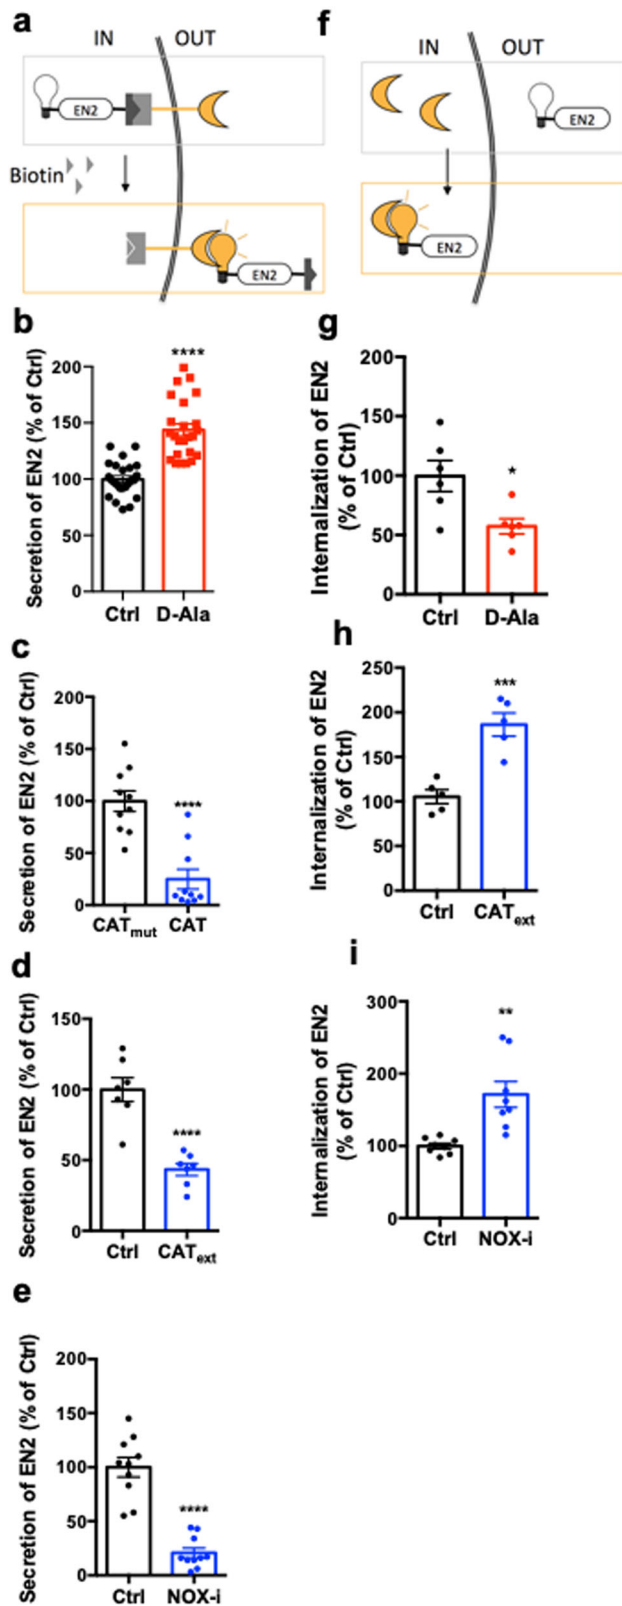 a
IN OUT
EN2
Biotin
EN2
f
IN OUT
EN2
EN2
b
Secretion of EN2 (% of Ctrl)
200
150
100
50
0
****
Ctrl D-Ala
g
Internalization of EN2
(% of Ctrl)
200
150
100
50
0
*
Ctrl D-Ala
c
Secretion of EN2 (% of Ctrl)
200
150
100
50
0
****
CATmut CAT
h
Internalization of EN2
(% of Ctrl)
250
200
150
100
50
0
***
Ctrl CAText
d
Secretion of EN2 (% of Ctrl)
150
100
50
0
****
Ctrl CAText
i
Internalization of EN2
(% of Ctrl)
300
200
100
0
**
Ctrl NOX-i
e
Secretion of EN2 (% of Ctrl)
200
150
100
50
0
****
Ctrl NOX-i